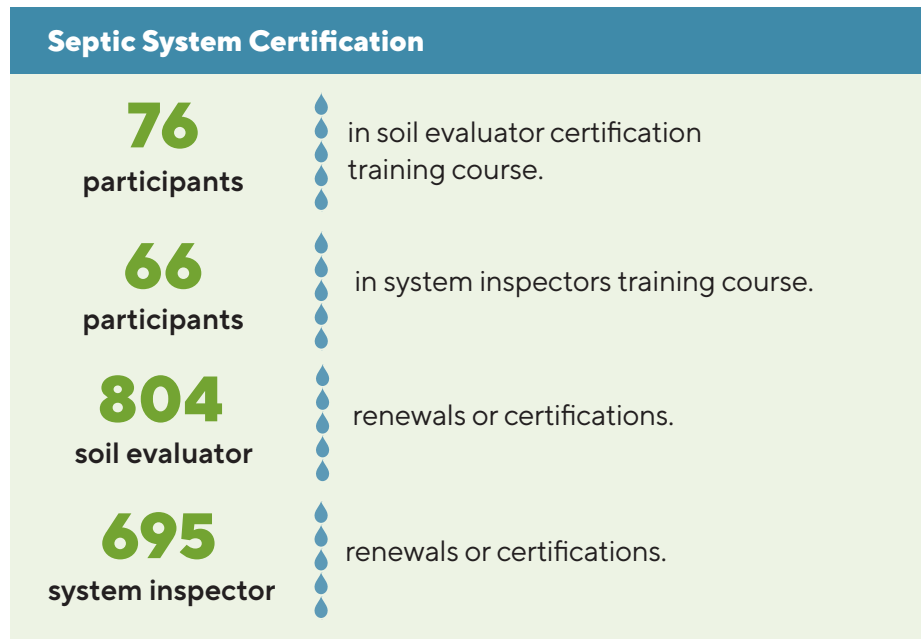 Septic System Certification
76
participants
in soil evaluator certification
training course.
66
participants
in system inspectors training course.
804
soil evaluator
renewals or certifications.
695
system inspector
renewals or certifications.